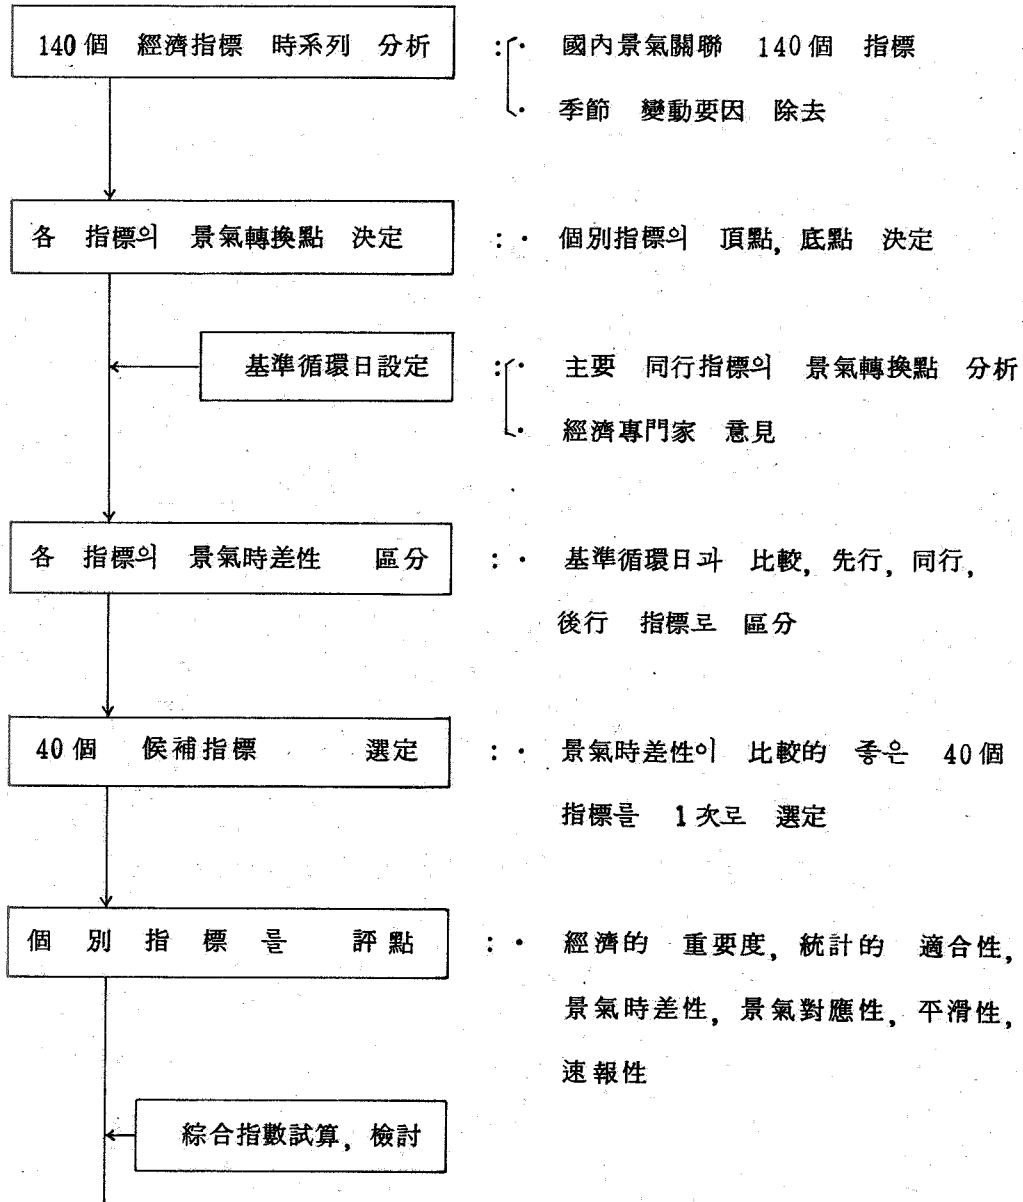 140個 經濟指標 時系列 分析
:· 國內景氣關聯 140個 指標
· 季節 變動要因 除去
各 指標의 景氣轉換點 決定
:· 個別指標의 頂點, 底點 決定
基準循環日設定
:· 主要 同行指標의 景氣轉換點 分析
· 經濟專門家 意見
各 指標의 景氣時差性 區分
:· 基準循環日과 比較, 先行, 同行,
後行 指標로 區分
40個 候補指標 選定
:· 景氣時差性이 比較的 좋은 40個
指標를 1次로 選定
個別指標를 評點
:· 經濟的 重要度, 統計的 適合性,
景氣時差性, 景氣對應性, 平滑性,
速報性
綜合指數試算, 檢討